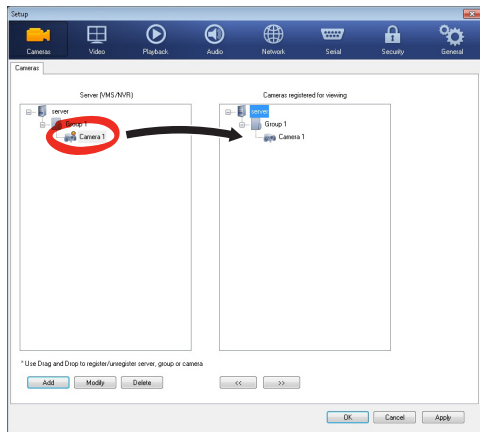 Setup
Cameras Video Playback Audio Network Serial Security General
Cameras
Server (VMS/NVR) Cameras registered for viewing:
server server
Group 1 Group 1
Camera 1 Camera 1
* Use Drag and Drop to register/unregister server, group or camera
Add Modify Delete << >>
OK Cancel Apply